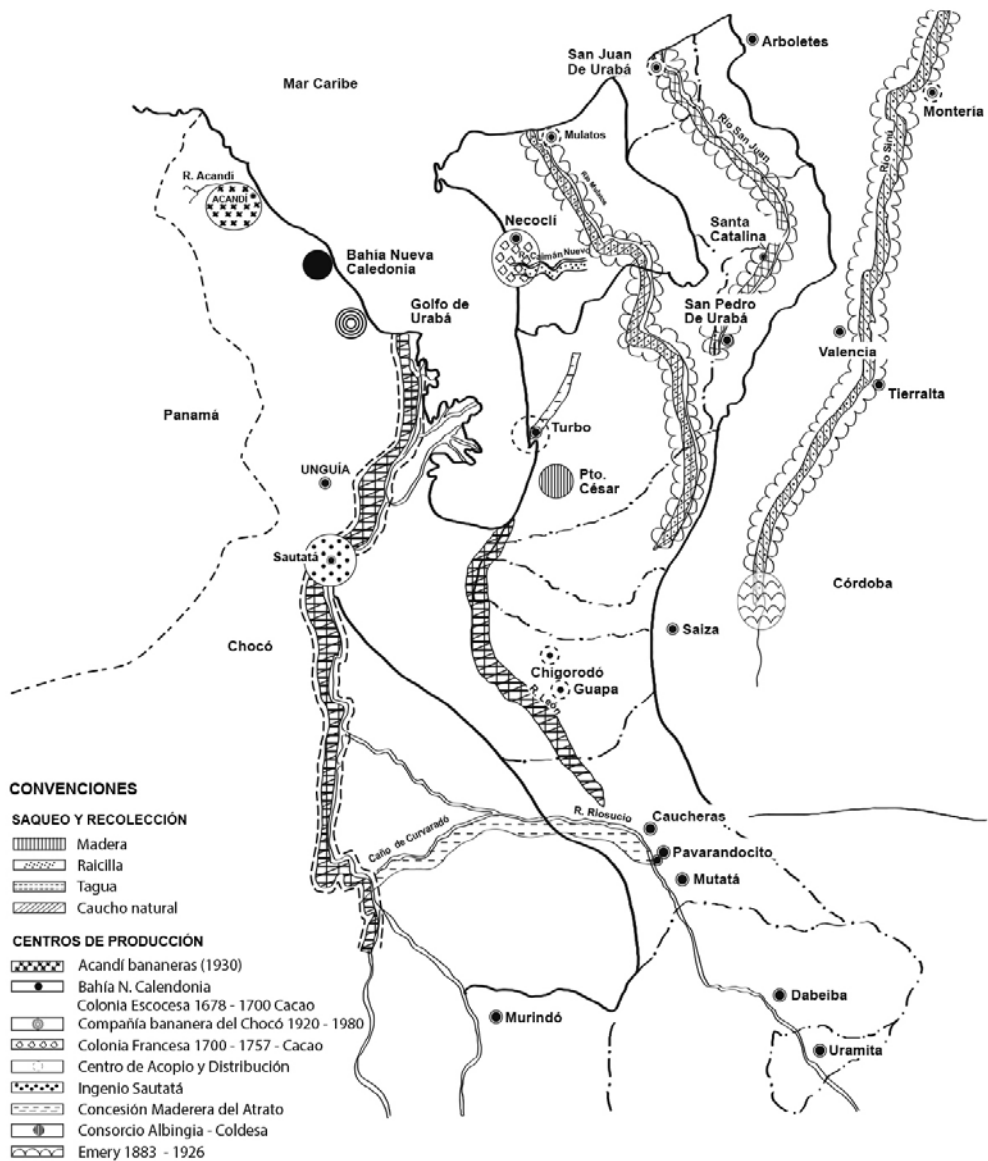 San Juan
De Urabá
Arboletes
Mar Caribe
Montería
Mulatos
Río San Juan
Río Sinú
R. Acandí
ACANDÍ
Río Mulatos
Necoclí
Santa
Catalina
R. Caimán Nuevo
Bahía Nueva
Caledonia
Golfo de
Urabá
San Pedro
De Urabá
Valencia
Tierralta
Panamá
Turbo
UNGUÍA
Pto.
César
Sautatá
Córdoba
Saiza
Chocó
Chigorodó
Guapa
R. León
R. Riosucio
Caucheras
Caño de Curvaradó
Pavarandocito
Mutatá
Dabeiba
Murindó
Uramita
CONVENCIONES
SAQUEO Y RECOLECCIÓN
Madera
Raicilla
Tagua
Caucho natural
CENTROS DE PRODUCCIÓN
Acandí bananeras (1930)
Bahía N. Calendonia
Colonia Escocesa 1678 - 1700 Cacao
Compañía bananera del Chocó 1920 - 1980
Colonia Francesa 1700 - 1757 - Cacao
Centro de Acopio y Distribución
Ingenio Sautatá
Concesión Maderera del Atrato
Consorcio Albingia - Coldesa
Emery 1883 - 1926